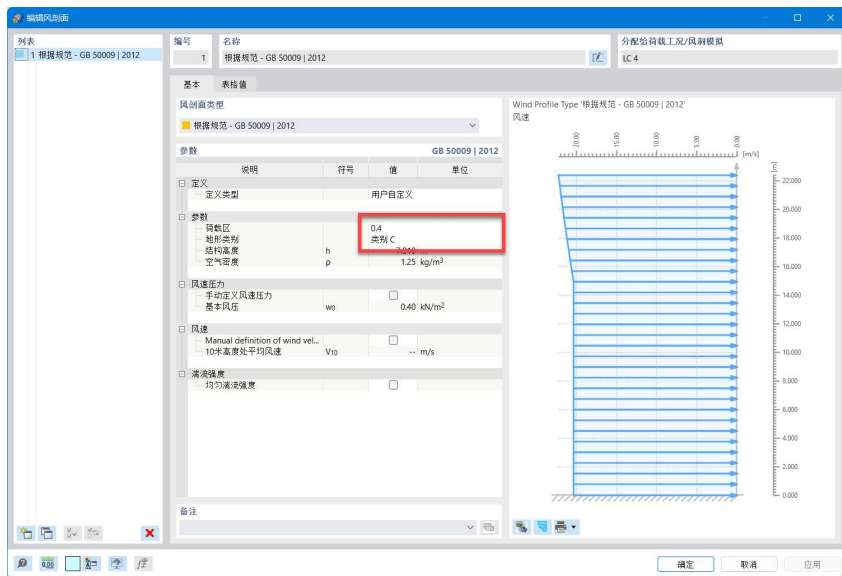 编辑风剖面
列表
1 根据规范 - GB 50009 | 2012
编号
1
名称
根据规范 - GB 50009 | 2012
分配给荷载工况/风洞模拟
LC 4
基本 表格值
风剖面类型
根据规范 - GB 50009 | 2012
参数 GB 50009 | 2012
说明 符号 值 单位
定义
定义类型 用户自定义
参数
荷载区 0.4
地形类别 类别 C
结构高度 h
空气密度 ρ 1.25 kg/m³
风速压力
手动定义风速压力
基本风压 w₀ 0.40 kN/m²
风速
Manual definition of wind vel...
10米高度处平均风速 V₁₀ -- m/s
湍流强度
均匀湍流强度
备注
Wind Profile Type '根据规范 - GB 50009 | 2012'
风速
20.00 15.00 10.00 5.00 0.00
[m/s]
[m]
22.000
20.000
18.000
16.000
14.000
12.000
10.000
8.000
6.000
4.000
2.000
0.000
0.00
确定 取消 应用